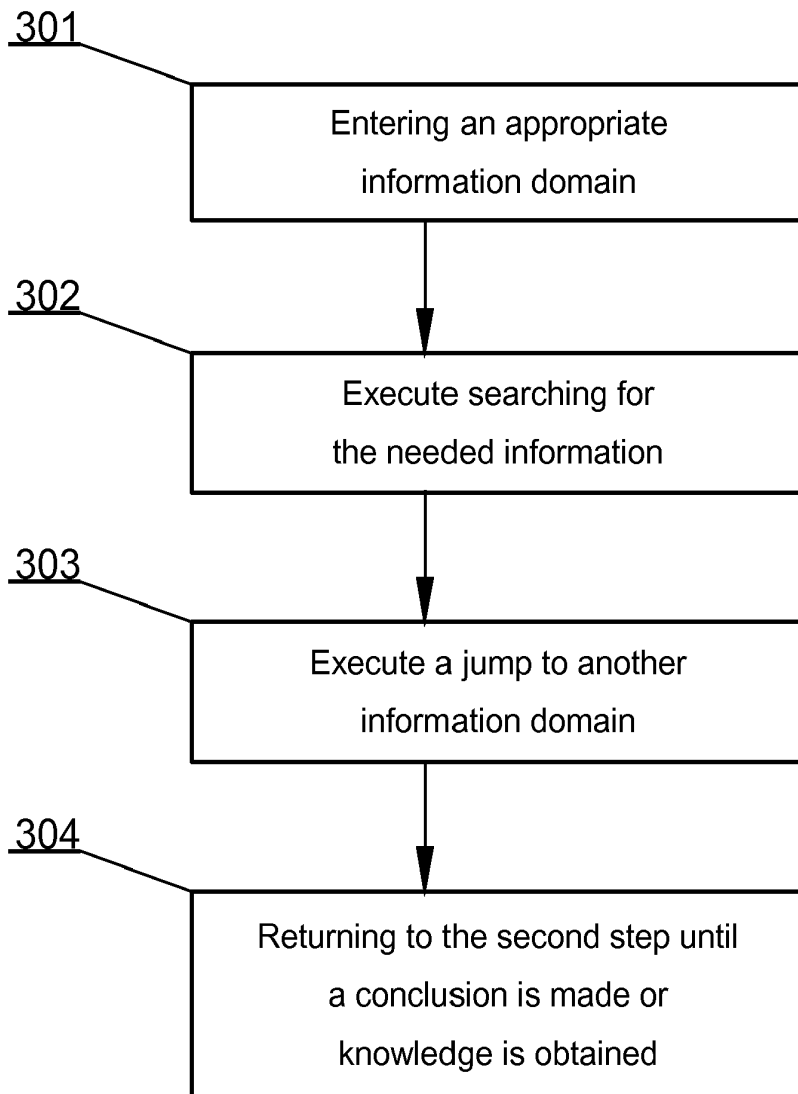 301
Entering an appropriate
information domain
302
Execute searching for
the needed information
303
Execute a jump to another
information domain
304
Returning to the second step until
a conclusion is made or
knowledge is obtained